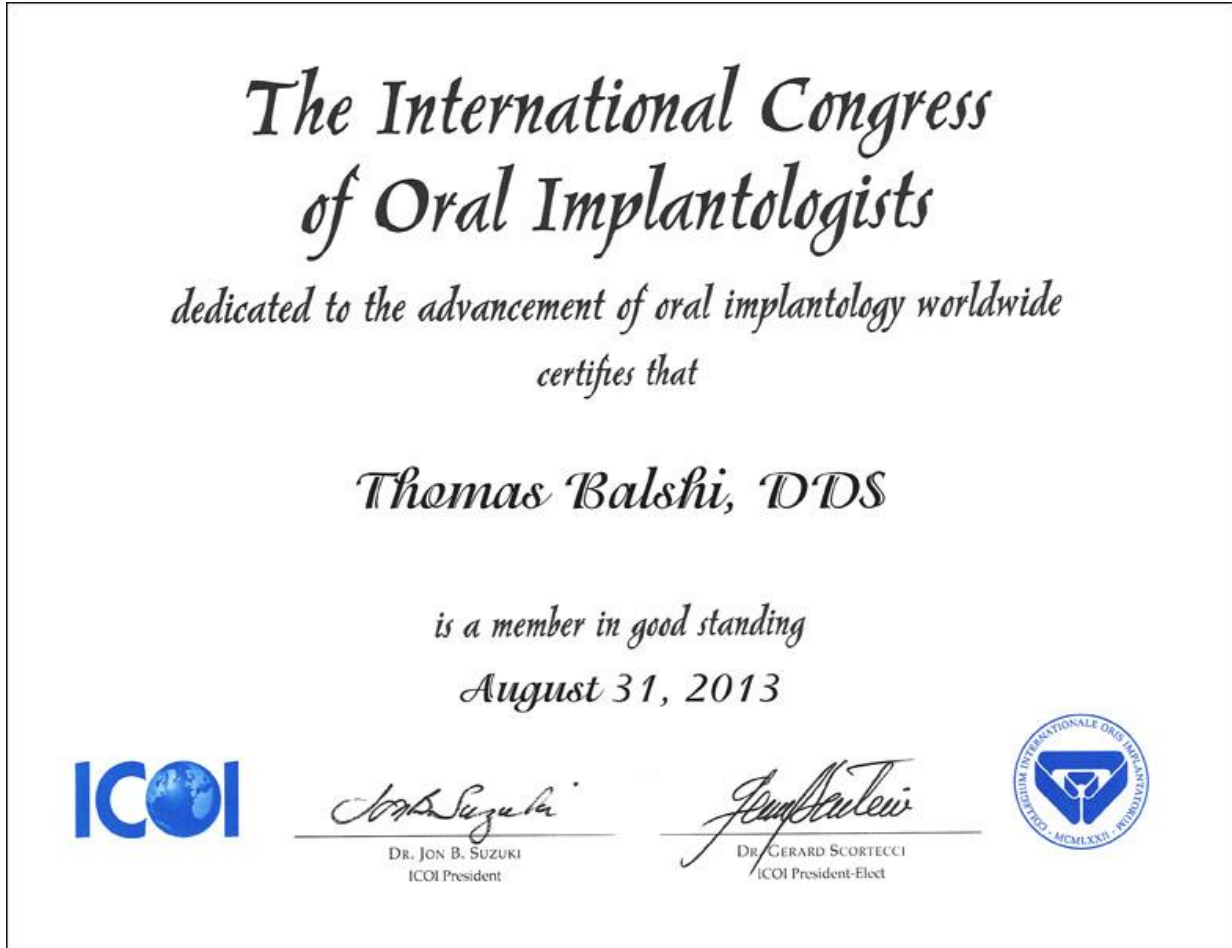 The International Congress
of Oral Implantologists
dedicated to the advancement of oral implantology worldwide
certifies that
Thomas Balshi, DDS
is a member in good standing
August 31, 2013
ICOI
Jon B. Suzuki
DR. JON B. SUZUKI
ICOI President
DR. GERARD SCORTECCI
ICOI President-Elect
COLLEGIUM INTERNATIONALE ORIS IMPLANTATORUM
· MCMLXXII ·